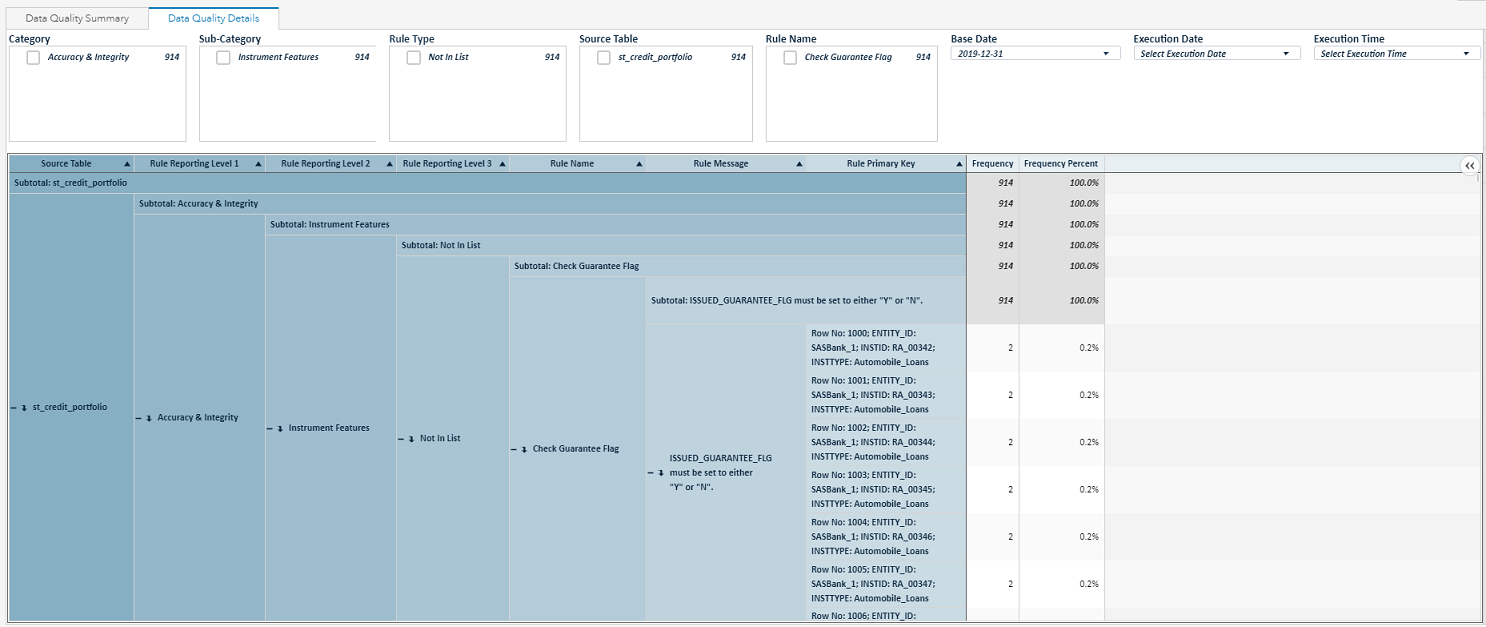 Data Quality Summary
Data Quality Details
Category
Sub-Category
Rule Type
Source Table
Rule Name
Base Date
Execution Date
Execution Time
Accuracy & Integrity 914
Instrument Features 914
Not In List 914
st_credit_portfolio 914
Check Guarantee Flag 914
2019-12-31
Select Execution Date
Select Execution Time
Source Table
Rule Reporting Level 1
Rule Reporting Level 2
Rule Reporting Level 3
Rule Name
Rule Message
Rule Primary Key
Frequency
Frequency Percent
Subtotal: st_credit_portfolio 914 100.0%
Subtotal: Accuracy & Integrity 914 100.0%
Subtotal: Instrument Features 914 100.0%
Subtotal: Not In List 914 100.0%
Subtotal: Check Guarantee Flag 914 100.0%
Subtotal: ISSUED_GUARANTEE_FLG must be set to either "Y" or "N". 914 100.0%
st_credit_portfolio
Accuracy & Integrity
Instrument Features
Not In List
Check Guarantee Flag
ISSUED_GUARANTEE_FLG
must be set to either
"Y" or "N".
Row No: 1000; ENTITY_ID:
SASBank_1; INSTID: RA_00342; 2 0.2%
INSTTYPE: Automobile_Loans
Row No: 1001; ENTITY_ID:
SASBank_1; INSTID: RA_00343; 2 0.2%
INSTTYPE: Automobile_Loans
Row No: 1002; ENTITY_ID:
SASBank_1; INSTID: RA_00344; 2 0.2%
INSTTYPE: Automobile_Loans
Row No: 1003; ENTITY_ID:
SASBank_1; INSTID: RA_00345; 2 0.2%
INSTTYPE: Automobile_Loans
Row No: 1004; ENTITY_ID:
SASBank_1; INSTID: RA_00346; 2 0.2%
INSTTYPE: Automobile_Loans
Row No: 1005; ENTITY_ID:
SASBank_1; INSTID: RA_00347; 2 0.2%
INSTTYPE: Automobile_Loans
Row No: 1006; ENTITY_ID: